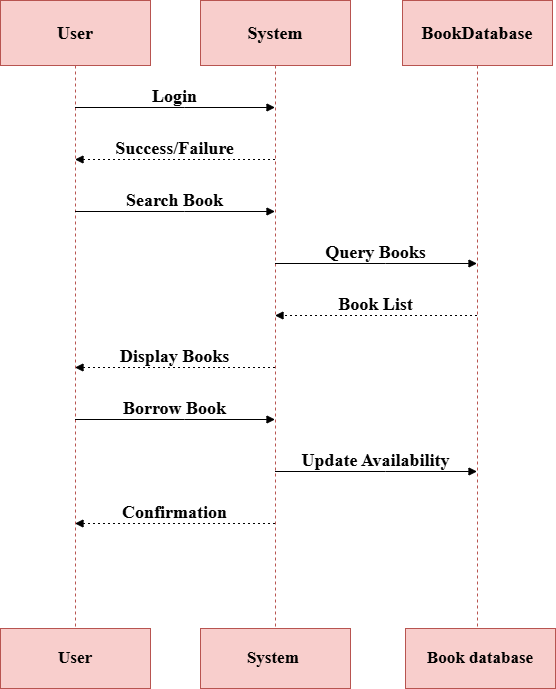 User
System
BookDatabase
Login
Success/Failure
Search Book
Query Books
Book List
Display Books
Borrow Book
Update Availability
Confirmation
User
System
Book database